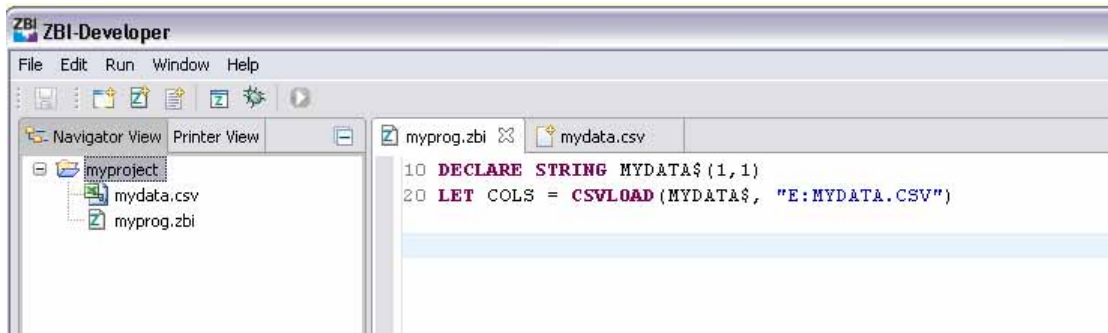 ZBI ZBI-Developer
File Edit Run Window Help
Navigator View Printer View myprog.zbi mydata.csv
myproject
mydata.csv
myprog.zbi
10 DECLARE STRING MYDATA$(1,1)
20 LET COLS = CSVLOAD(MYDATA$, "E:MYDATA.CSV")